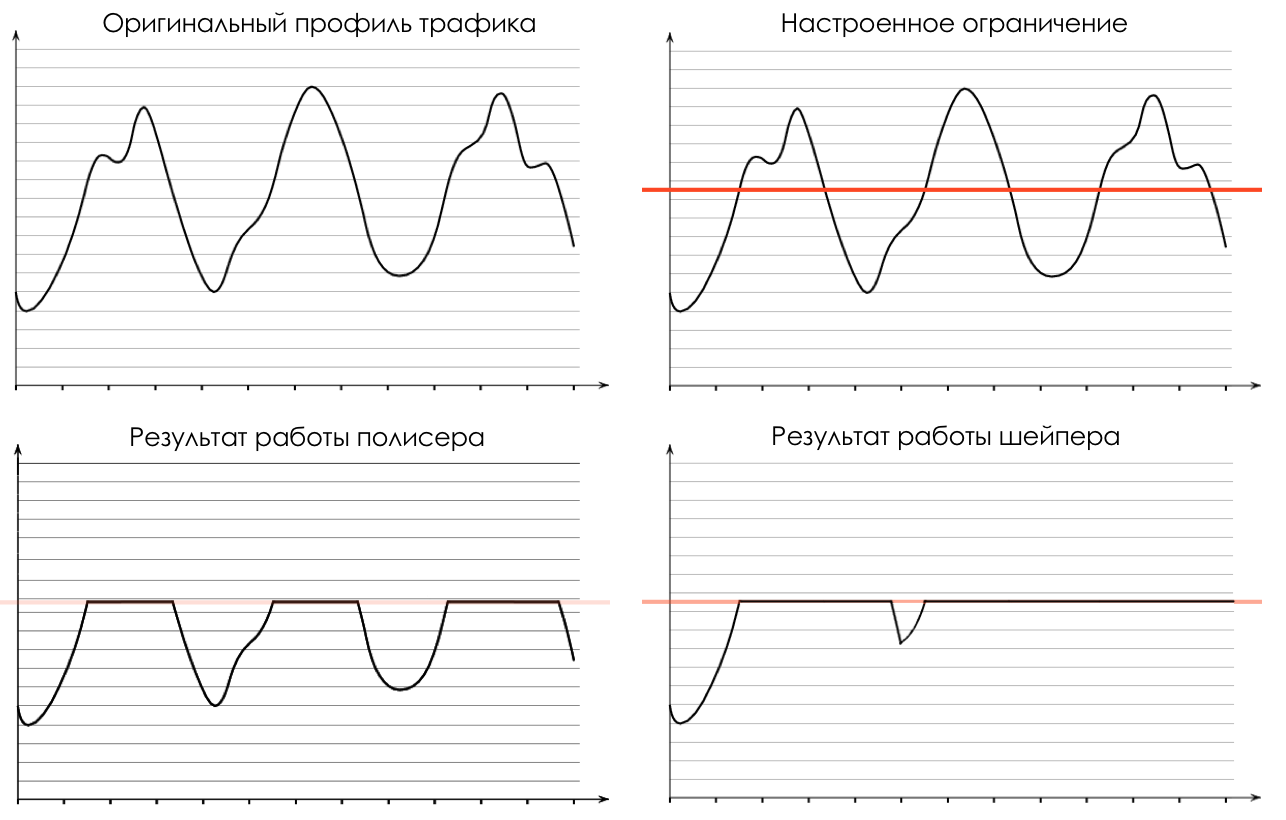 Оригинальный профиль трафика
Настроенное ограничение
Результат работы полисера
Результат работы шейпера